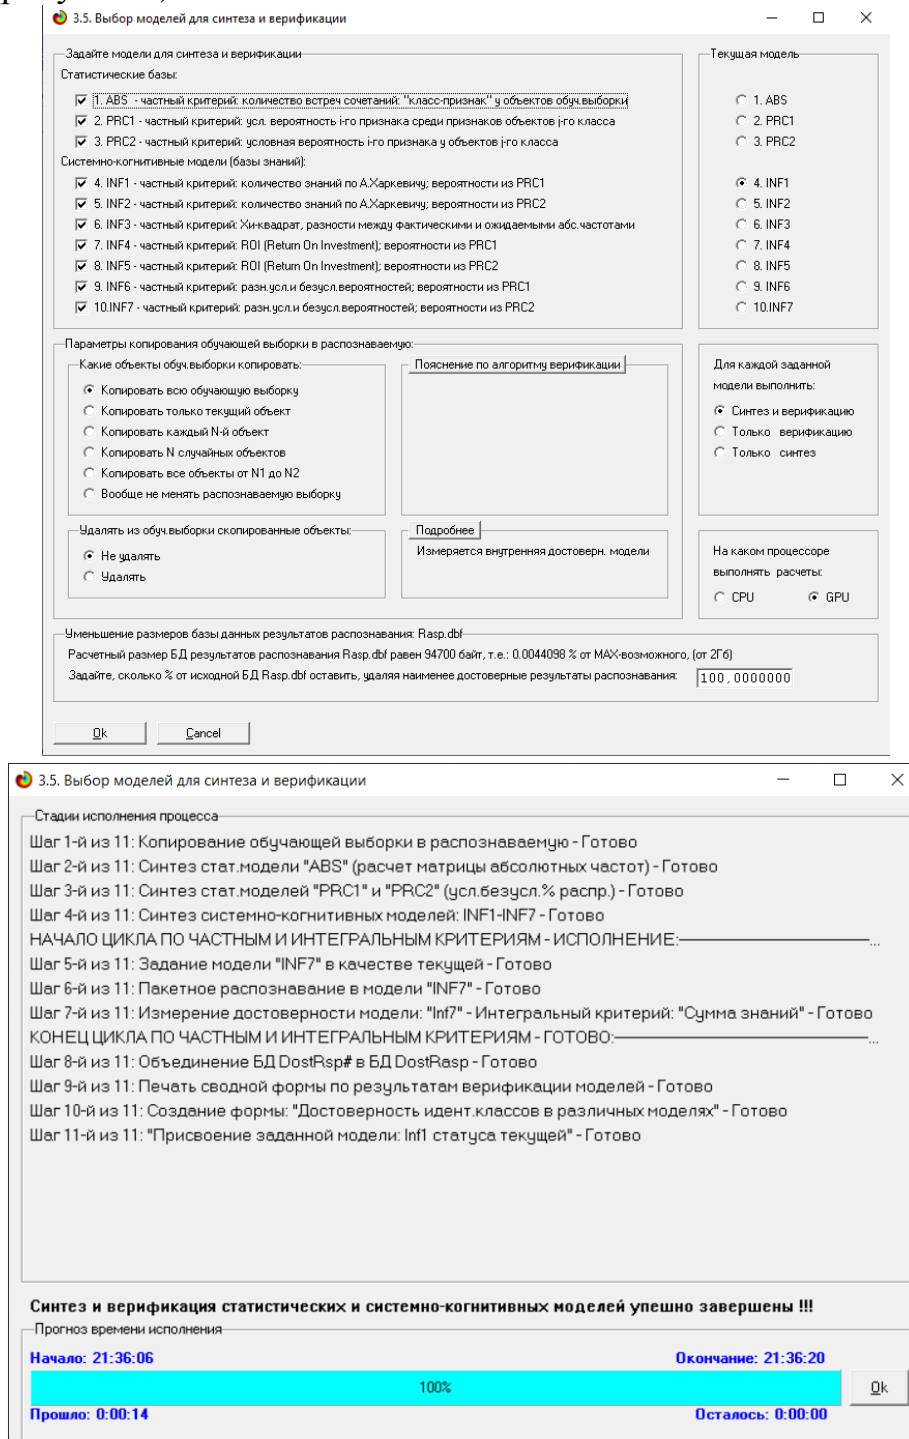 3.5. Выбор моделей для синтеза и верификации
Задайте модели для синтеза и верификации
Статистические базы:
1. ABS - частный критерий: количество встреч сочетаний: "класс-признак" у объектов обуч.выборки
2. PRC1 - частный критерий: усл. вероятность i-го признака среди признаков объектов j-го класса
3. PRC2 - частный критерий: условная вероятность i-го признака у объектов j-го класса
Системно-когнитивные модели (базы знаний):
4. INF1 - частный критерий: количество знаний по А.Харкевичу; вероятности из PRC1
5. INF2 - частный критерий: количество знаний по А.Харкевичу; вероятности из PRC2
6. INF3 - частный критерий: Хи-квадрат, разности между фактическими и ожидаемыми абс.частотами
7. INF4 - частный критерий: ROI (Return On Investment); вероятности из PRC1
8. INF5 - частный критерий: ROI (Return On Investment); вероятности из PRC2
9. INF6 - частный критерий: разн.усл.и безусл.вероятностей; вероятности из PRC1
10.INF7 - частный критерий: разн.усл.и безусл.вероятностей; вероятности из PRC2
Текущая модель
1. ABS
2. PRC1
3. PRC2
4. INF1
5. INF2
6. INF3
7. INF4
8. INF5
9. INF6
10.INF7
Параметры копирования обучающей выборки в распознаваемую:
Какие объекты обуч.выборки копировать:
Копировать всю обучающую выборку
Копировать только текущий объект
Копировать каждый N-й объект
Копировать N случайных объектов
Копировать все объекты от N1 до N2
Вообще не менять распознаваемую выборку
Пояснение по алгоритму верификации
Удалять из обуч.выборки скопированные объекты:
Не удалять
Удалять
Подробнее
Измеряется внутренняя достоверн. модели
Для каждой заданной
модели выполнить:
Синтез и верификацию
Только верификацию
Только синтез
На каком процессоре
выполнять расчеты:
CPU GPU
Уменьшение размеров базы данных результатов распознавания: Rasp.dbf
Расчетный размер БД результатов распознавания Rasp.dbf равен 94700 байт, т.е.: 0.0044098 % от MAX-возможного, (от 2Гб)
Задайте, сколько % от исходной БД Rasp.dbf оставить, удаляя наименее достоверные результаты распознавания: 100,0000000
Ok Cancel
3.5. Выбор моделей для синтеза и верификации
Стадии исполнения процесса
Шаг 1-й из 11: Копирование обучающей выборки в распознаваемую - Готово
Шаг 2-й из 11: Синтез стат.модели "ABS" (расчет матрицы абсолютных частот) - Готово
Шаг 3-й из 11: Синтез стат.моделей "PRC1" и "PRC2" (усл.безусл.% распр.) - Готово
Шаг 4-й из 11: Синтез системно-когнитивных моделей: INF1-INF7 - Готово
НАЧАЛО ЦИКЛА ПО ЧАСТНЫМ И ИНТЕГРАЛЬНЫМ КРИТЕРИЯМ - ИСПОЛНЕНИЕ:...
Шаг 5-й из 11: Задание модели "INF7" в качестве текущей - Готово
Шаг 6-й из 11: Пакетное распознавание в модели "INF7" - Готово
Шаг 7-й из 11: Измерение достоверности модели: "Inf7" - Интегральный критерий: "Сумма знаний" - Готово
КОНЕЦ ЦИКЛА ПО ЧАСТНЫМ И ИНТЕГРАЛЬНЫМ КРИТЕРИЯМ - ГОТОВО:...
Шаг 8-й из 11: Объединение БД DostRsp# в БД DostRasp - Готово
Шаг 9-й из 11: Печать сводной формы по результатам верификации моделей - Готово
Шаг 10-й из 11: Создание формы: "Достоверность идент.классов в различных моделях" - Готово
Шаг 11-й из 11: "Присвоение заданной модели: Inf1 статуса текущей" - Готово
Синтез и верификация статистических и системно-когнитивных моделей упешно завершены !!!
Прогноз времени исполнения
Начало: 21:36:06 Окончание: 21:36:20
100% Ok
Прошло: 0:00:14 Осталось: 0:00:00